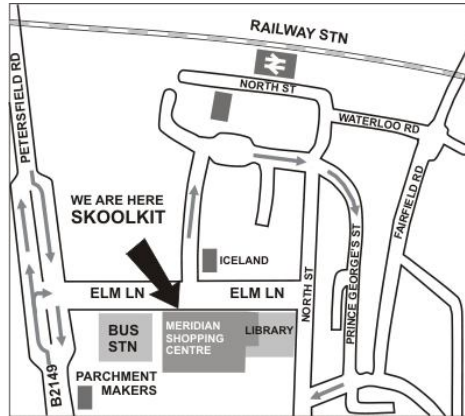 RAILWAY STN
NORTH ST
WATERLOO RD
PETERSFIELD RD
FAIRFIELD RD
WE ARE HERE
SKOOLKIT
ICELAND
ELM LN
ELM LN
NORTH ST
PRINCE GEORGE'S ST
BUS
STN
MERIDIAN
SHOPPING
CENTRE
LIBRARY
PARCHMENT
MAKERS
B2149